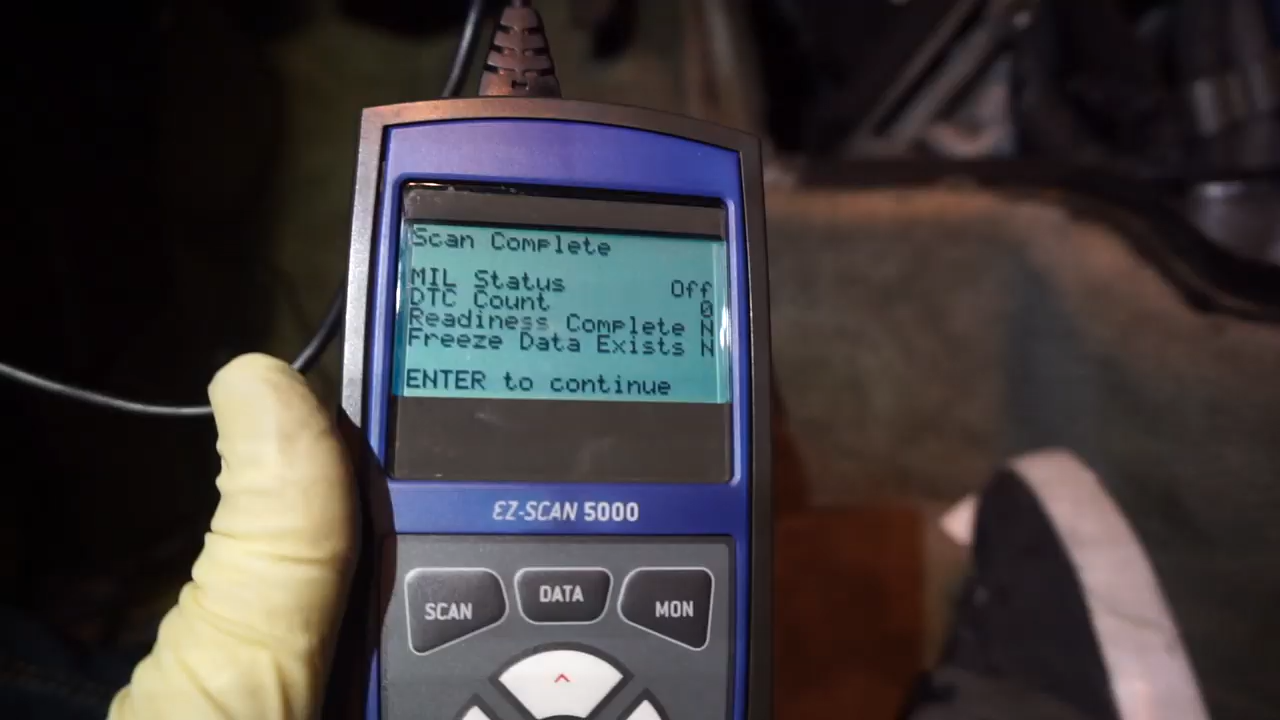 Scan Complete
MIL Status Off
DTC Count 0
Readiness Complete N
Freeze Data Exists N
ENTER to continue
EZ-SCAN 5000
SCAN
DATA
MON